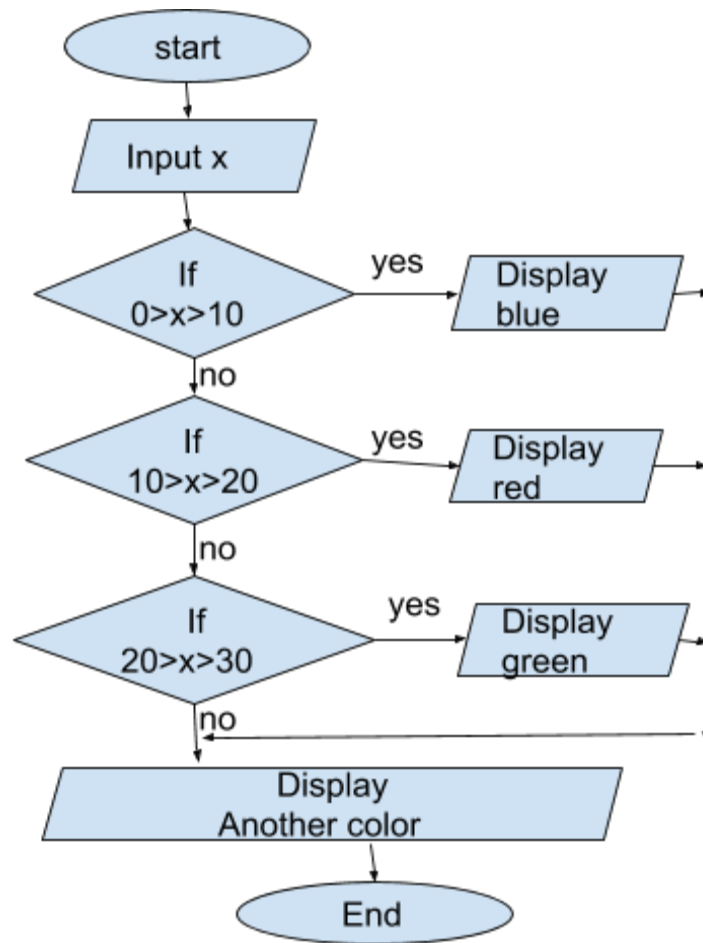 start
Input x
If
0>x>10
yes
Display
blue
no
If
10>x>20
yes
Display
red
no
If
20>x>30
yes
Display
green
no
Display
Another color
End